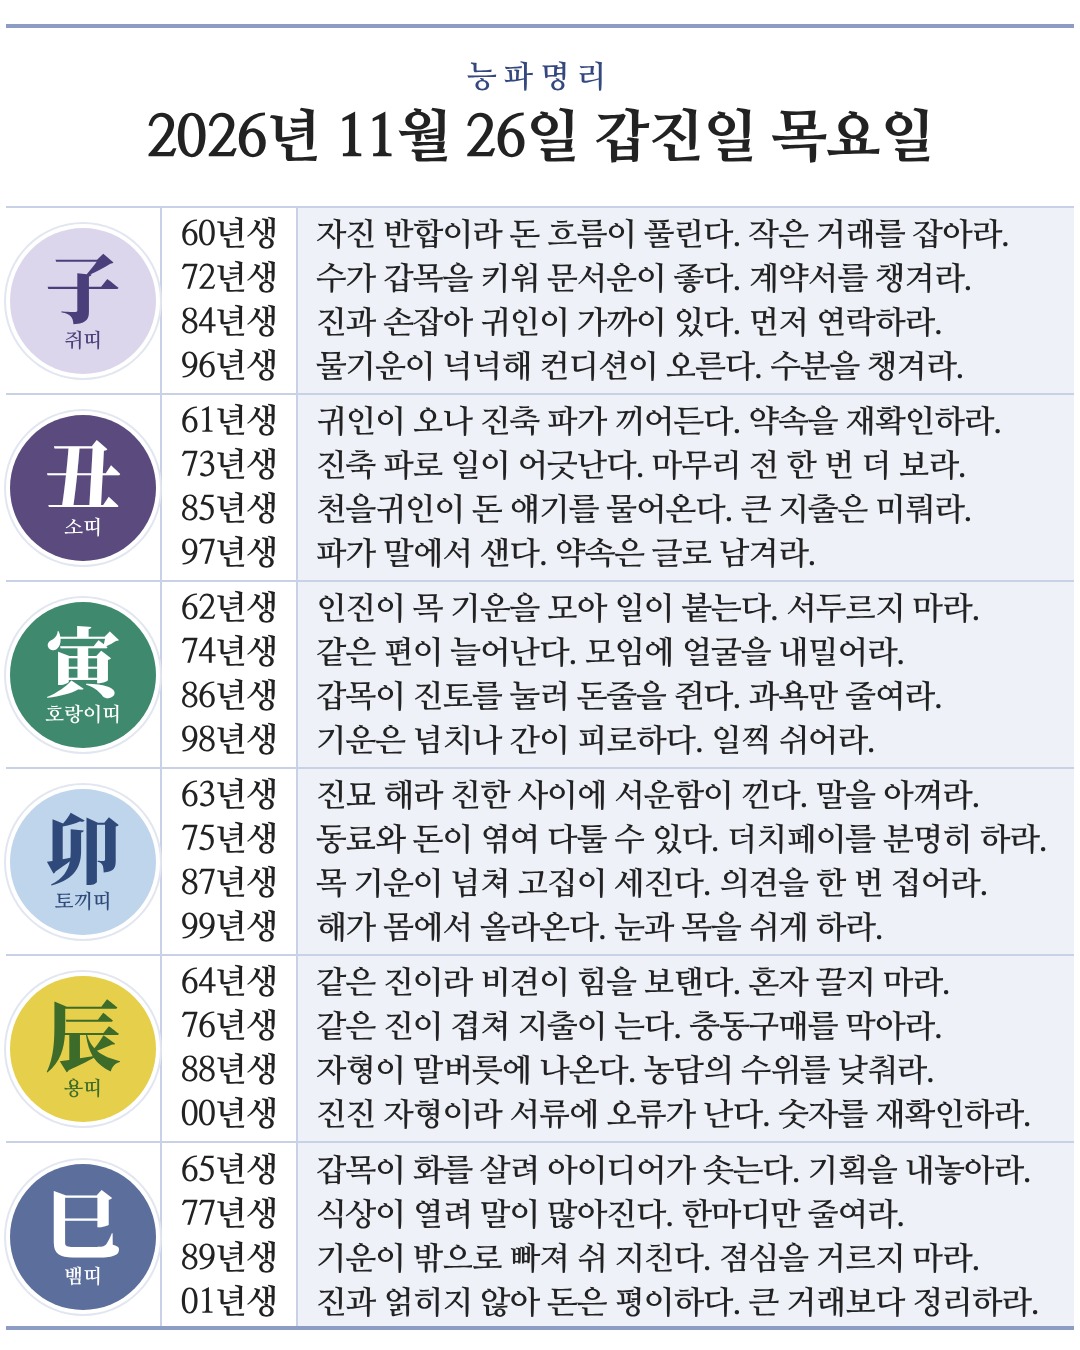 능파명리
2026년 11월 26일 갑진일 목요일
子
쥐띠
60년생 자진 반합이라 돈 흐름이 풀린다. 작은 거래를 잡아라.
72년생 수가 갑목을 키워 문서운이 좋다. 계약서를 챙겨라.
84년생 진과 손잡아 귀인이 가까이 있다. 먼저 연락하라.
96년생 물기운이 넉넉해 컨디션이 오른다. 수분을 챙겨라.
丑
소띠
61년생 귀인이 오나 진축 파가 끼어든다. 약속을 재확인하라.
73년생 진축 파로 일이 어긋난다. 마무리 전 한 번 더 보라.
85년생 천을귀인이 돈 얘기를 물어온다. 큰 지출은 미뤄라.
97년생 파가 말에서 샌다. 약속은 글로 남겨라.
寅
호랑이띠
62년생 인진이 목 기운을 모아 일이 붙는다. 서두르지 마라.
74년생 같은 편이 늘어난다. 모임에 얼굴을 내밀어라.
86년생 갑목이 진토를 눌러 돈줄을 쥔다. 과욕만 줄여라.
98년생 기운은 넘치나 간이 피로하다. 일찍 쉬어라.
卯
토끼띠
63년생 진묘 해라 친한 사이에 서운함이 낀다. 말을 아껴라.
75년생 동료와 돈이 엮여 다툴 수 있다. 더치페이를 분명히 하라.
87년생 목 기운이 넘쳐 고집이 세진다. 의견을 한 번 접어라.
99년생 해가 몸에서 올라온다. 눈과 목을 쉬게 하라.
辰
용띠
64년생 같은 진이라 비견이 힘을 보탠다. 혼자 끌지 마라.
76년생 같은 진이 겹쳐 지출이 는다. 충동구매를 막아라.
88년생 자형이 말버릇에 나온다. 농담의 수위를 낮춰라.
00년생 진진 자형이라 서류에 오류가 난다. 숫자를 재확인하라.
巳
뱀띠
65년생 갑목이 화를 살려 아이디어가 솟는다. 기획을 내놓아라.
77년생 식상이 열려 말이 많아진다. 한마디만 줄여라.
89년생 기운이 밖으로 빠져 쉬 지친다. 점심을 거르지 마라.
01년생 진과 얽히지 않아 돈은 평이하다. 큰 거래보다 정리하라.